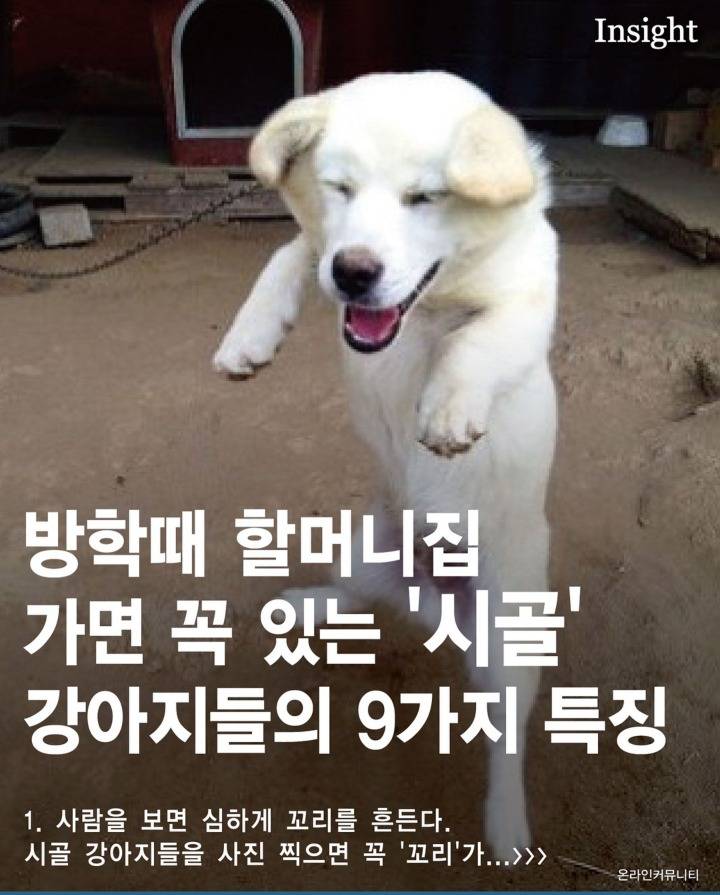 Insight
방학때 할머니집
가면 꼭 있는 '시골'
강아지들의 9가지 특징
1. 사람을 보면 심하게 꼬리를 흔든다.
시골 강아지들을 사진 찍으면 꼭 '꼬리'가...>>>
온라인커뮤니티